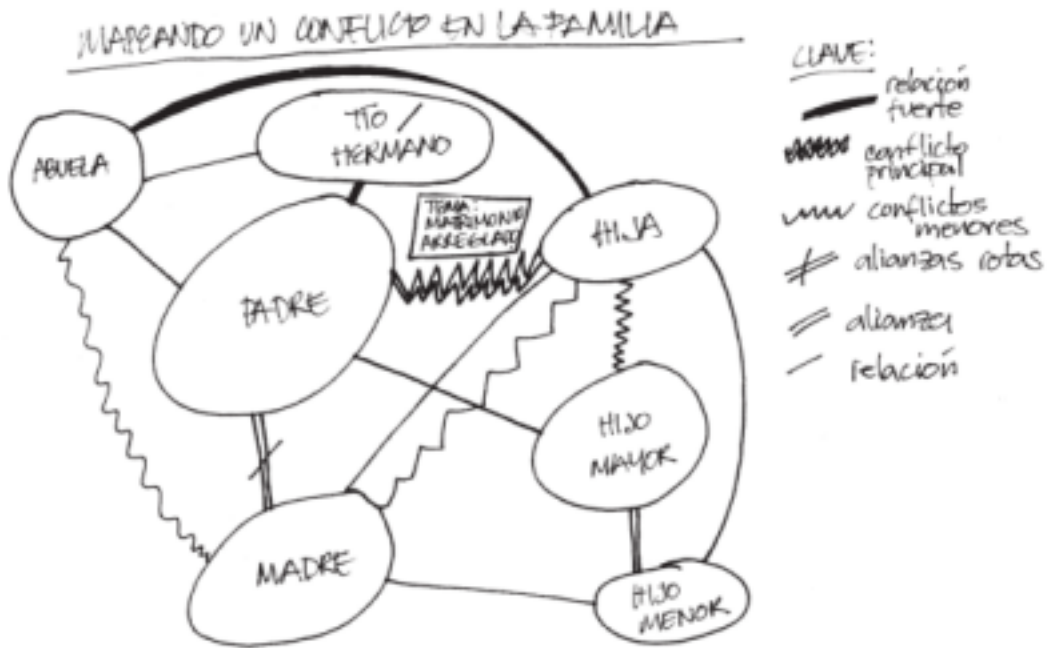 MAPEANDO UN CONFLICTO EN LA FAMILIA
CLAVE:
relación
fuerte
conflicto
principal
conflictos
menores
alianzas rotas
alianza
relación
ABUELA
TÍO /
HERMANO
TEMA:
MATRIMONIO
ARREGLADO
HIJA
PADRE
HIJO
MAYOR
MADRE
HIJO
MENOR